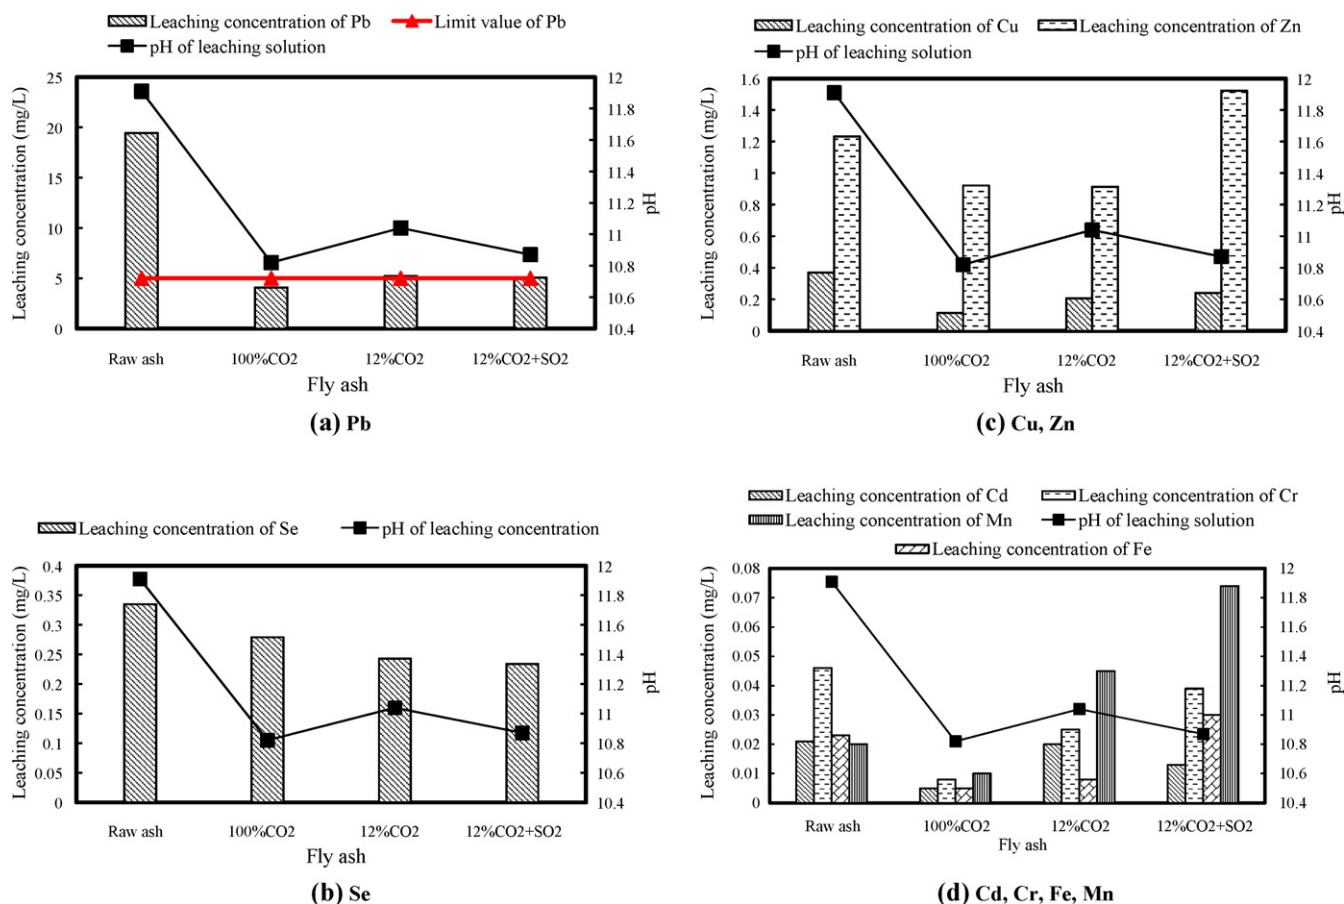 Leaching concentration of Pb Limit value of Pb
pH of leaching solution
25
20
15
10
5
0
Leaching concentration (mg/L)
12
11.8
11.6
11.4
11.2
11
10.8
10.6
10.4
pH
Raw ash 100%CO2 12%CO2 12%CO2+SO2
Fly ash
(a) Pb
Leaching concentration of Cu Leaching concentration of Zn
pH of leaching solution
1.6
1.4
1.2
1
0.8
0.6
0.4
0.2
0
Leaching concentration (mg/L)
12
11.8
11.6
11.4
11.2
11
10.8
10.6
10.4
pH
Raw ash 100%CO2 12%CO2 12%CO2+SO2
Fly ash
(c) Cu, Zn
Leaching concentration of Se pH of leaching concentration
0.4
0.35
0.3
0.25
0.2
0.15
0.1
0.05
0
Leaching concentration (mg/L)
12
11.8
11.6
11.4
11.2
11
10.8
10.6
10.4
pH
Raw ash 100%CO2 12%CO2 12%CO2+SO2
Fly ash
(b) Se
Leaching concentration of Cd Leaching concentration of Cr
Leaching concentration of Mn pH of leaching solution
Leaching concentration of Fe
0.08
0.07
0.06
0.05
0.04
0.03
0.02
0.01
0
Leaching concentration (mg/L)
12
11.8
11.6
11.4
11.2
11
10.8
10.6
10.4
pH
Raw ash 100%CO2 12%CO2 12%CO2+SO2
Fly ash
(d) Cd, Cr, Fe, Mn